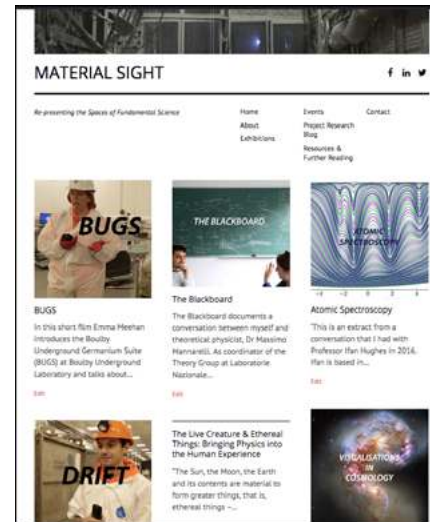 MATERIAL SIGHT
f in
Re-presenting the Spaces of Fundamental Science
Home
About
Exhibitions
Events
Project Research
Blog
Resources &
Further Reading
Contact
BUGS
BUGS
In this short film Emma Meehan
introduces the Boulby
Underground Germanium Suite
(BUGS) at Boulby Underground
Laboratory and talks about...
Edit
THE BLACKBOARD
The Blackboard
The Blackboard documents a
conversation between myself and
theoretical physicist, Dr Massimo
Mannarelli. As coordinator of the
Theory Group at Laboratorie
Nazionale...
Edit
ATOMIC
SPECTROSCOPY
-2 0 2 4
Atomic Spectroscopy
'This is an extract from a
conversation that I had with
Professor Ifan Hughes in 2016.
Ifan is based in...
Edit
DRIFT
The Live Creature & Ethereal
Things: Bringing Physics into
the Human Experience
"The Sun, the Moon, the Earth
and its contents are material to
form greater things, that is,
ethereal things –...
VISUALISATIONS
IN
COSMOLOGY